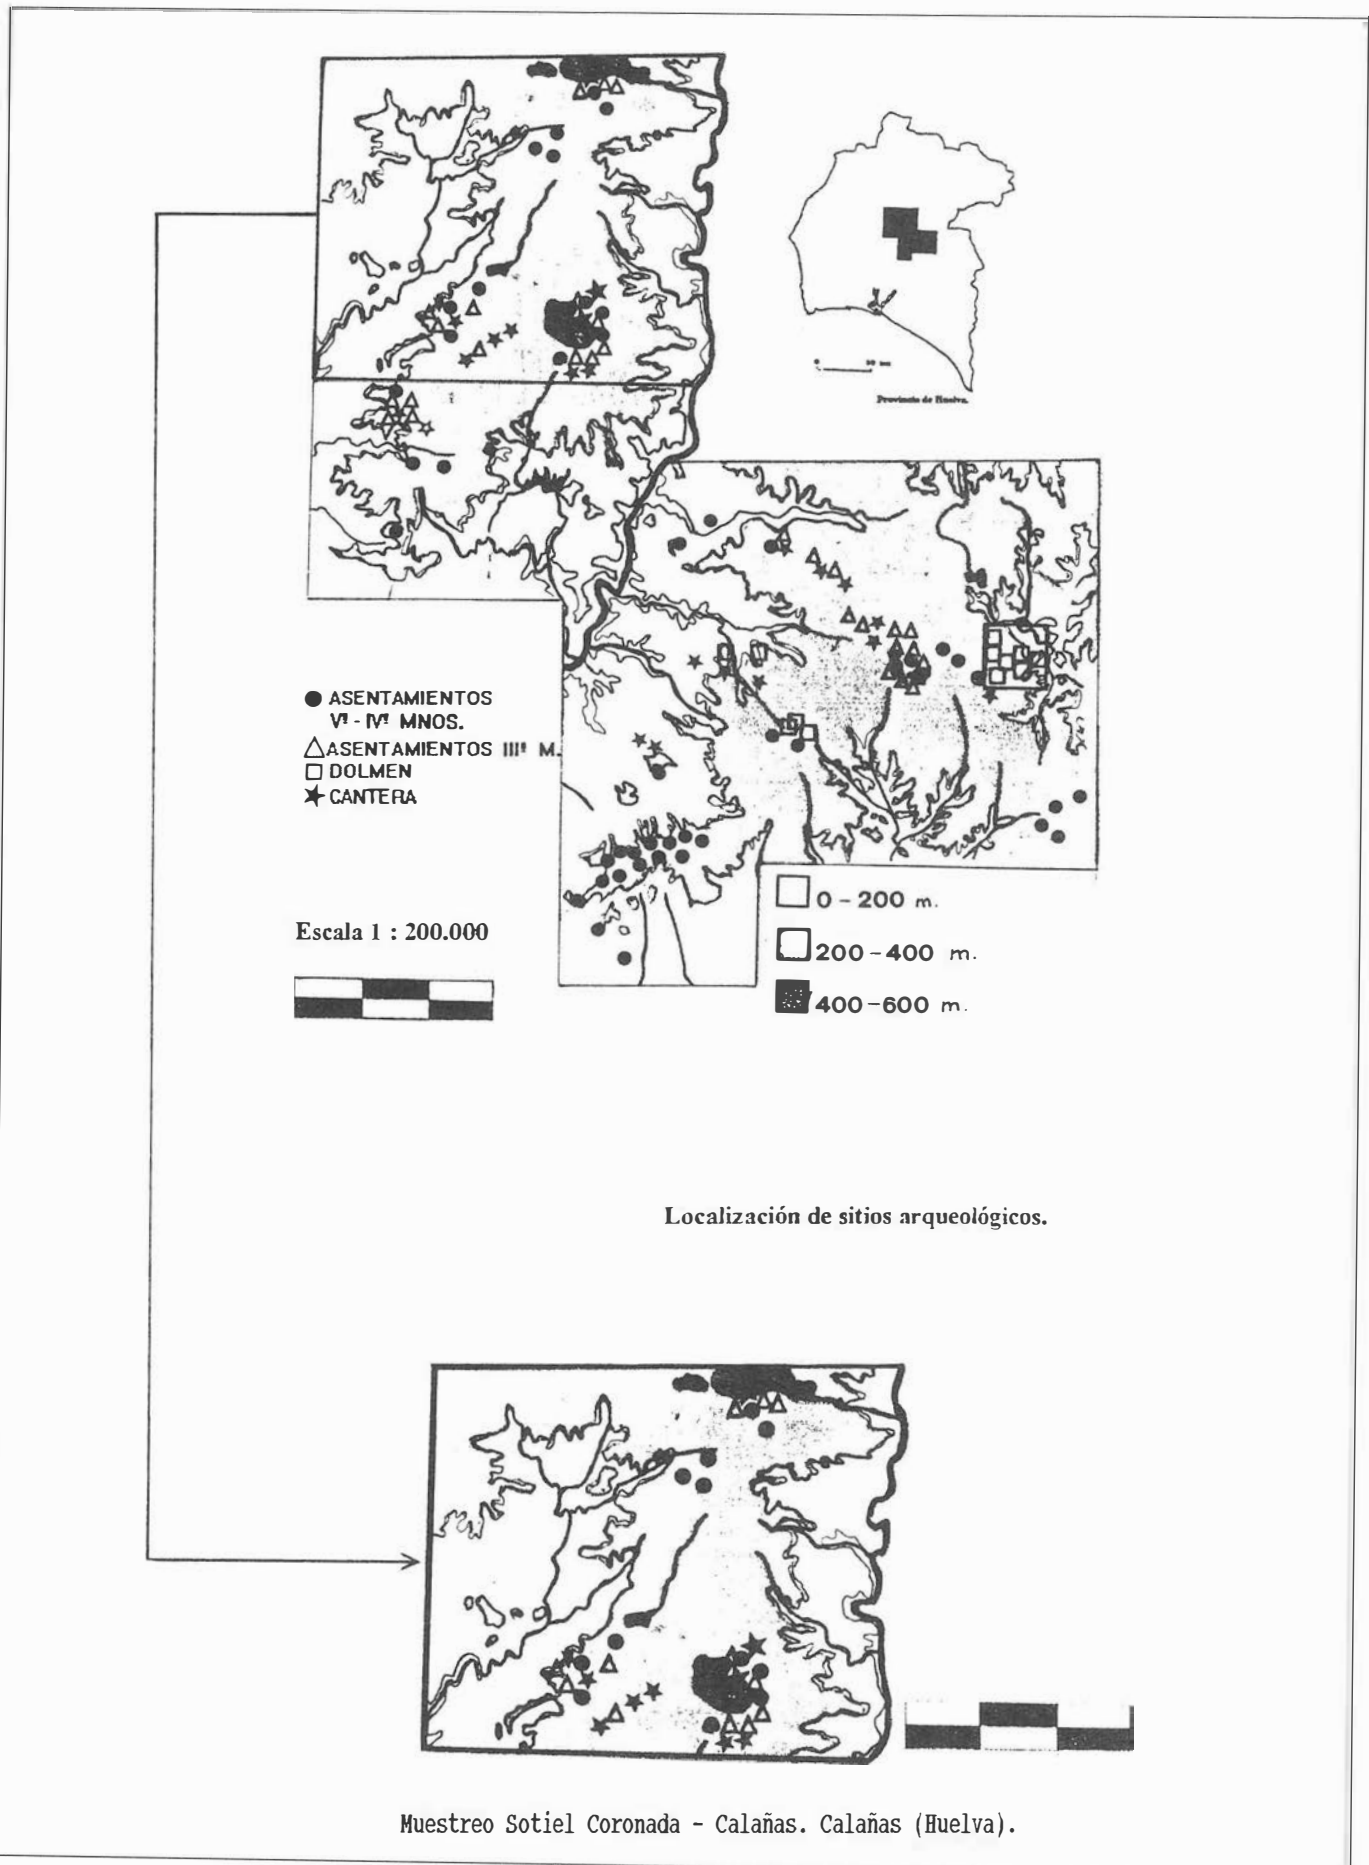 Provincia de Huelva.
● ASENTAMIENTOS
Vº - IVº MNOS.
△ ASENTAMIENTOS IIIº M.
□ DOLMEN
★ CANTERA
Escala 1 : 200.000
0 - 200 m.
200 - 400 m.
400 - 600 m.
Localización de sitios arqueológicos.
Muestreo Sotiel Coronada - Calañas. Calañas (Huelva).